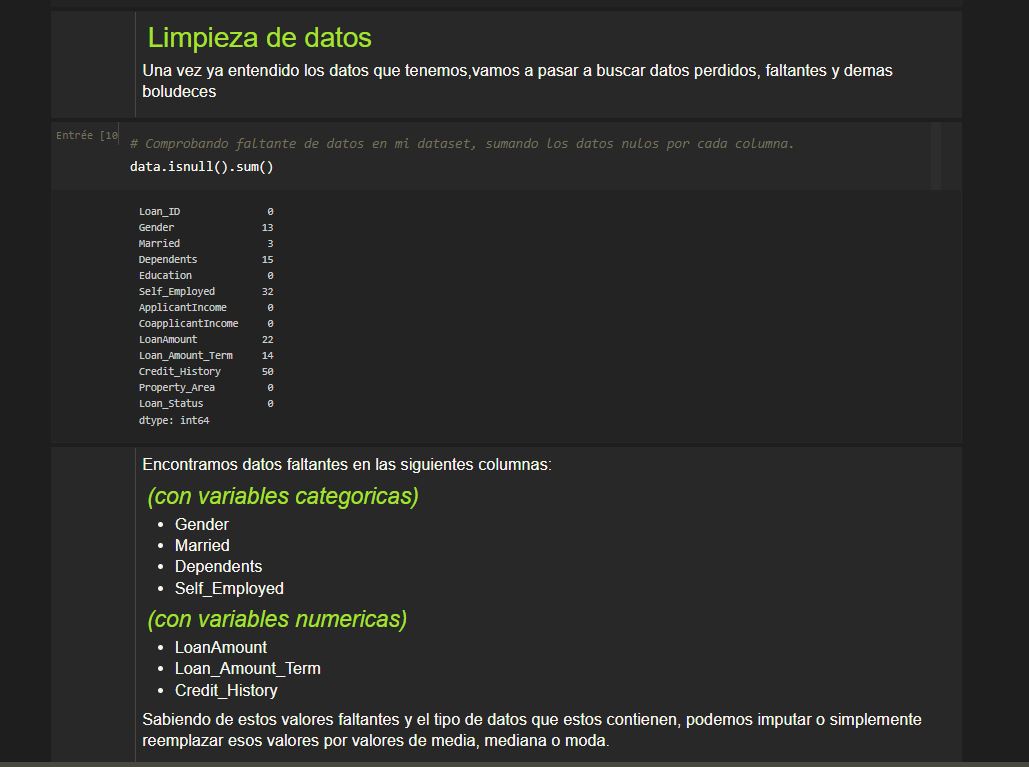 Limpieza de datos
Una vez ya entendido los datos que tenemos,vamos a pasar a buscar datos perdidos, faltantes y demas
boludeces
Entrée [10
# Comprobando faltante de datos en mi dataset, sumando los datos nulos por cada columna.
data.isnull().sum()
Loan_ID 0
Gender 13
Married 3
Dependents 15
Education 0
Self_Employed 32
ApplicantIncome 0
CoapplicantIncome 0
LoanAmount 22
Loan_Amount_Term 14
Credit_History 50
Property_Area 0
Loan_Status 0
dtype: int64
Encontramos datos faltantes en las siguientes columnas:
(con variables categoricas)
• Gender
• Married
• Dependents
• Self_Employed
(con variables numericas)
• LoanAmount
• Loan_Amount_Term
• Credit_History
Sabiendo de estos valores faltantes y el tipo de datos que estos contienen, podemos imputar o simplemente
reemplazar esos valores por valores de media, mediana o moda.